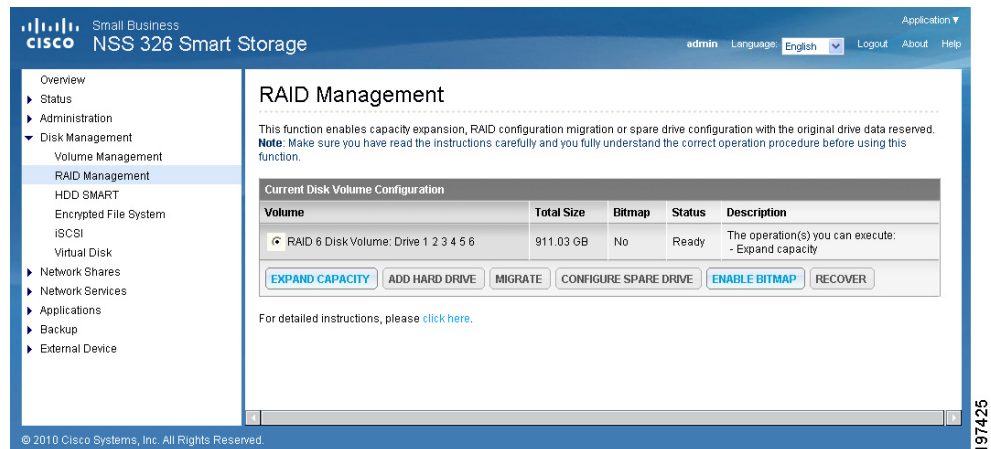 Application ▼
Small Business
CISCO NSS 326 Smart Storage
admin Language: English Logout About Help
Overview
Status
Administration
Disk Management
Volume Management
RAID Management
HDD SMART
Encrypted File System
iSCSI
Virtual Disk
Network Shares
Network Services
Applications
Backup
External Device
RAID Management
This function enables capacity expansion, RAID configuration migration or spare drive configuration with the original drive data reserved.
Note: Make sure you have read the instructions carefully and you fully understand the correct operation procedure before using this
function.
Current Disk Volume Configuration
Volume Total Size Bitmap Status Description
RAID 6 Disk Volume: Drive 1 2 3 4 5 6 911.03 GB No Ready The operation(s) you can execute:
- Expand capacity
EXPAND CAPACITY ADD HARD DRIVE MIGRATE CONFIGURE SPARE DRIVE ENABLE BITMAP RECOVER
For detailed instructions, please click here.
© 2010 Cisco Systems, Inc. All Rights Reserved.
197425